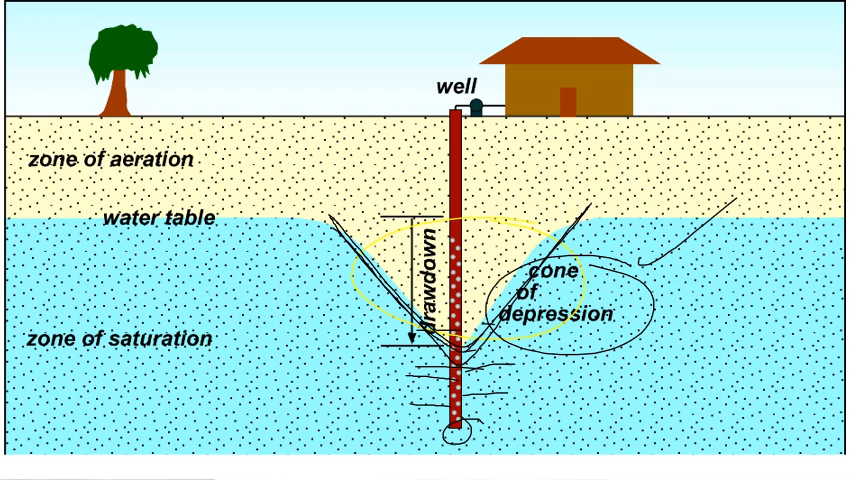 well
zone of aeration
water table
drawdown
cone
of
depression
zone of saturation